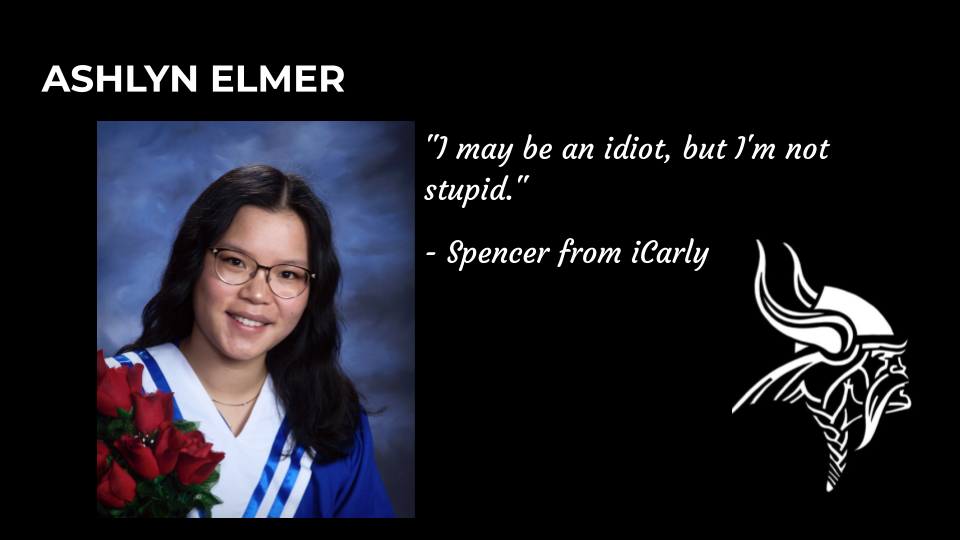 ASHLYN ELMER
"I may be an idiot, but I'm not
stupid."
- Spencer from iCarly